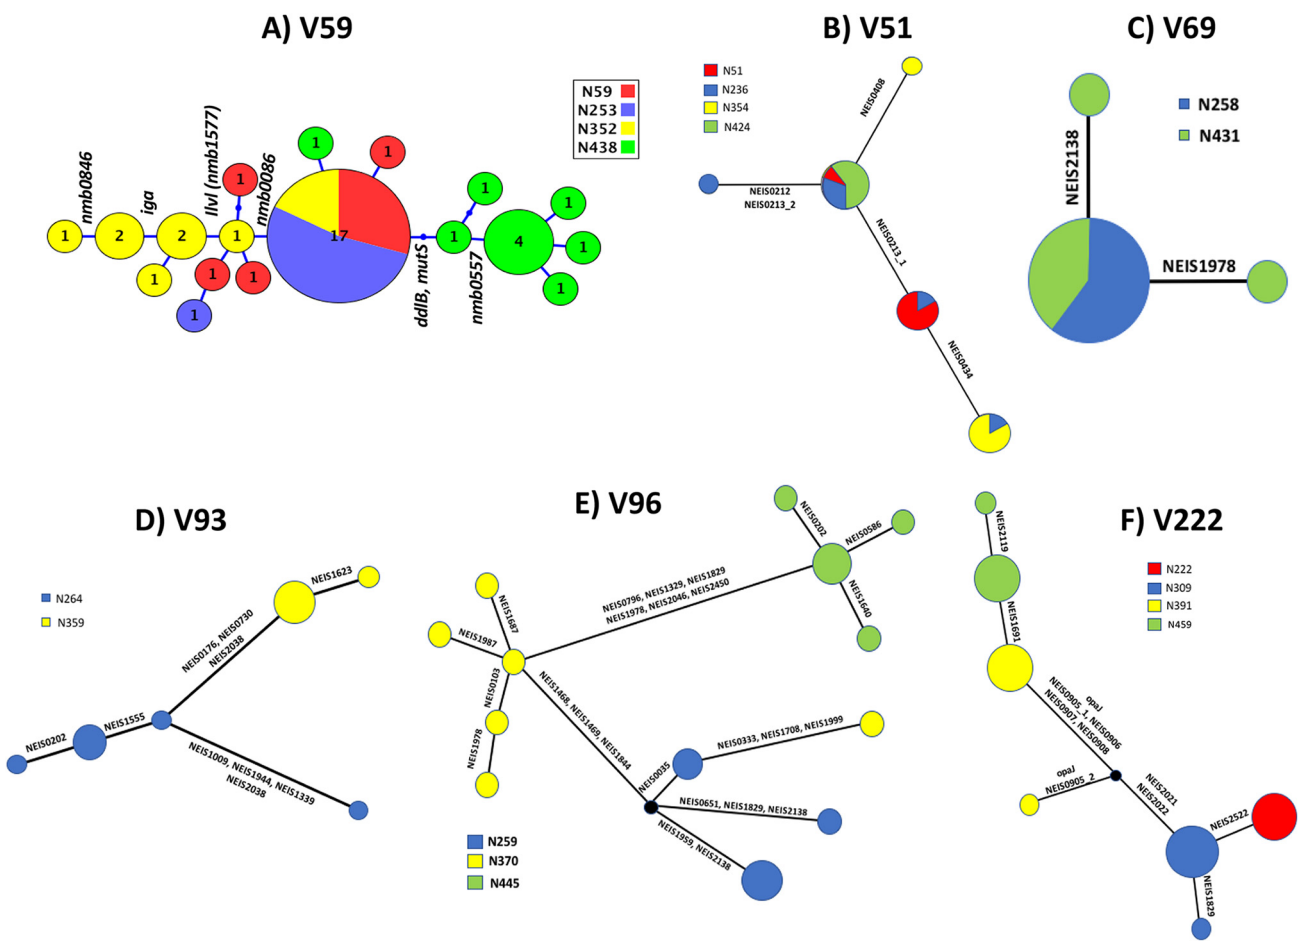 A) V59
B) V51
C) V69
N59
N253
N352
N438
nmb0846
iga
llvl (nmb1577)
nmb0086
1
2
2
1
1
1
1
1
1
1
1
17
ddlB, mutS
1
1
nmb0557
4
1
1
1
N51
N236
N354
N424
NEIS0408
NEIS0212
NEIS0213_2
NEIS0213_1
NEIS0434
N258
N431
NEIS2138
NEIS1978
D) V93
N264
N359
NEIS1623
NEIS0176, NEIS0730
NEIS2038
NEIS1555
NEIS0202
NEIS1009, NEIS1944, NEIS1339
NEIS2038
E) V96
NEIS0202
NEIS0586
NEIS1640
NEIS0796, NEIS1329, NEIS1829
NEIS1978, NEIS2046, NEIS2450
NEIS1687
NEIS1987
NEIS0103
NEIS1978
NEIS1468, NEIS1469, NEIS1844
NEIS0035
NEIS0333, NEIS1708, NEIS1999
NEIS0651, NEIS1829, NEIS2138
NEIS1959, NEIS2138
N259
N370
N445
F) V222
N222
N309
N391
N459
NEIS2119
NEIS1691
opaJ
NEIS0905_1, NEIS0906
NEIS0907, NEIS0908
opaJ
NEIS0905_2
NEIS2021
NEIS2022
NEIS2522
NEIS1829